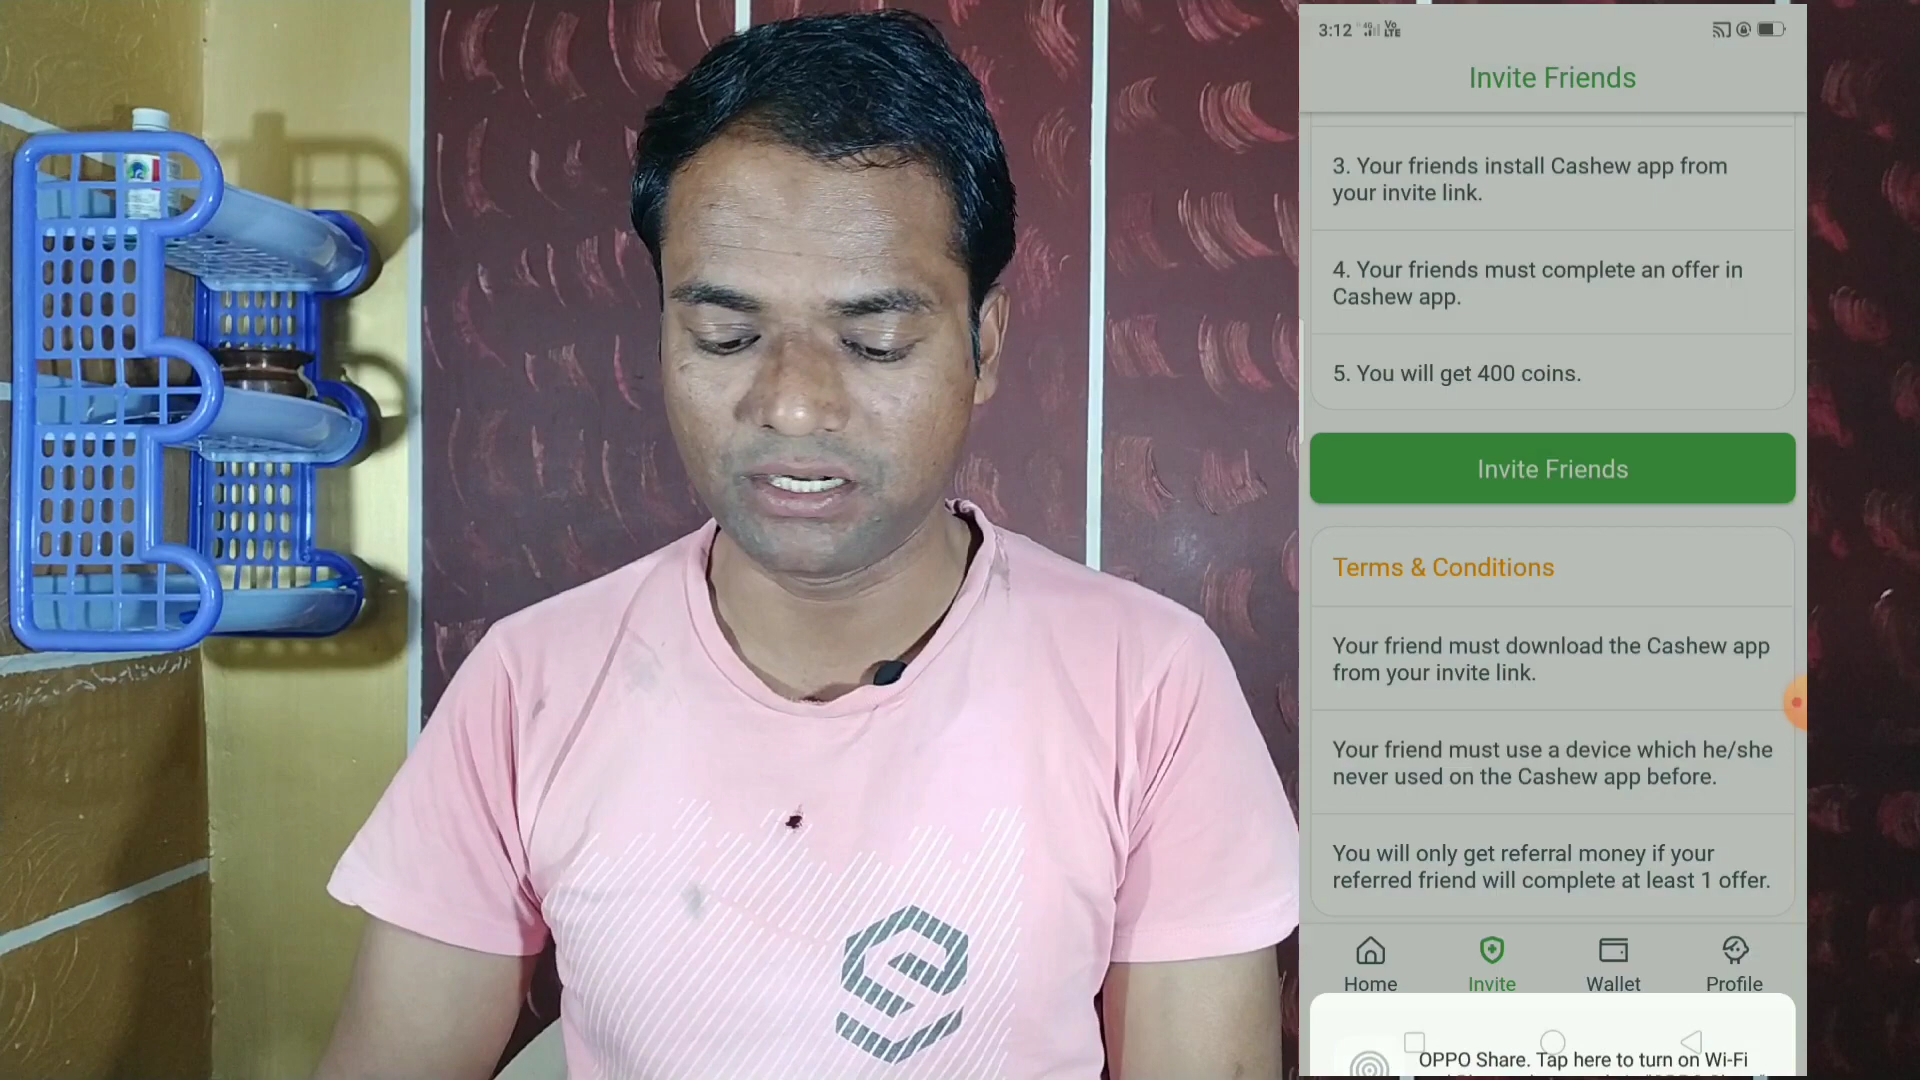 3:12 4G Vo LTE
Invite Friends
3. Your friends install Cashew app from
your invite link.
4. Your friends must complete an offer in
Cashew app.
5. You will get 400 coins.
Invite Friends
Terms & Conditions
Your friend must download the Cashew app
from your invite link.
Your friend must use a device which he/she
never used on the Cashew app before.
You will only get referral money if your
referred friend will complete at least 1 offer.
Home Invite Wallet Profile
OPPO Share. Tap here to turn on Wi-Fi